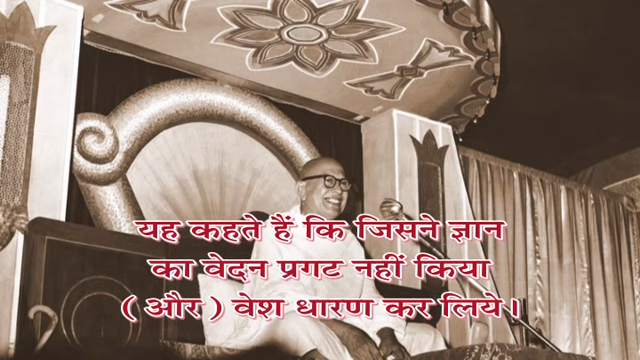 यह कहते हैं कि जिसने ज्ञान
का वेदन प्रगट नहीं किया
( और ) वेश धारण कर लिये।